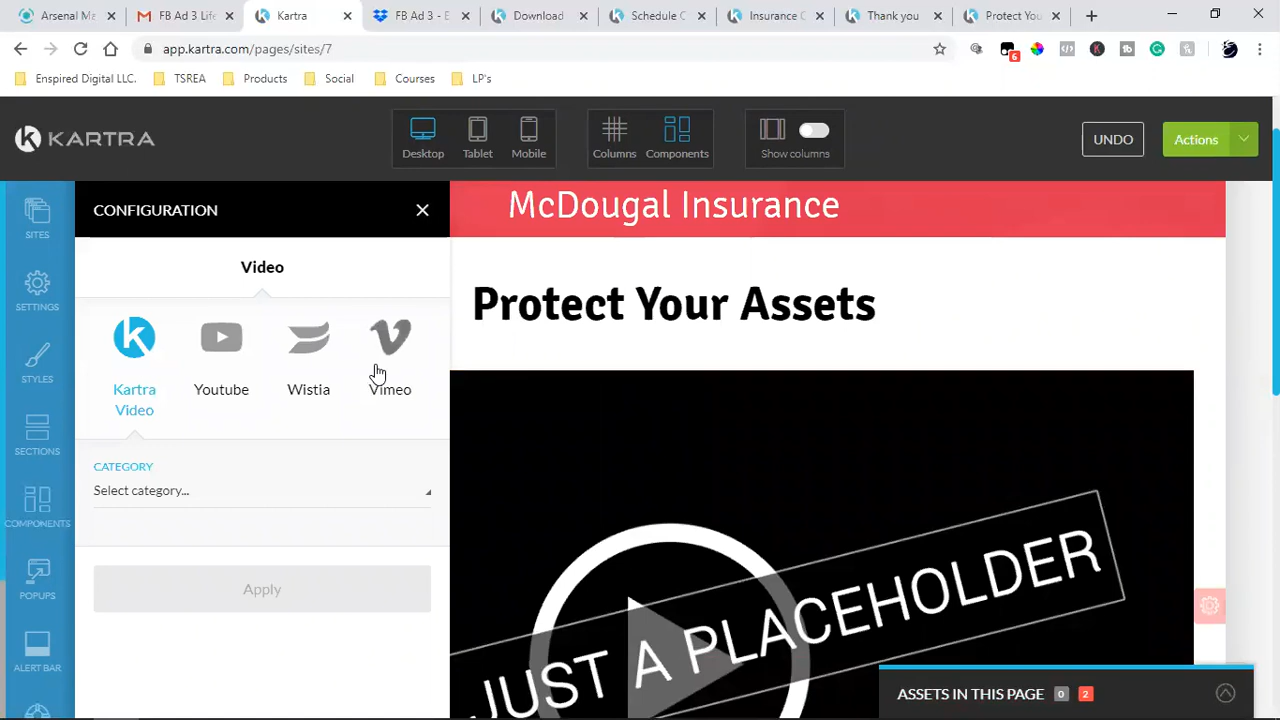 Arsenal Ma
FB Ad 3 Life
Kartra
FB Ad 3 - E
Download
Schedule C
Insurance C
Thank you
Protect You
app.kartra.com/pages/sites/7
6
Enspired Digital LLC.
TSREA
Products
Social
Courses
LP's
KARTRA
Desktop
Tablet
Mobile
Columns
Components
Show columns
UNDO
Actions
SITES
SETTINGS
STYLES
SECTIONS
COMPONENTS
POPUPS
ALERT BAR
CONFIGURATION
Video
Kartra
Video
Youtube
Wistia
Vimeo
CATEGORY
Select category...
Apply
McDougal Insurance
Protect Your Assets
JUST A PLACEHOLDER
ASSETS IN THIS PAGE 0 2